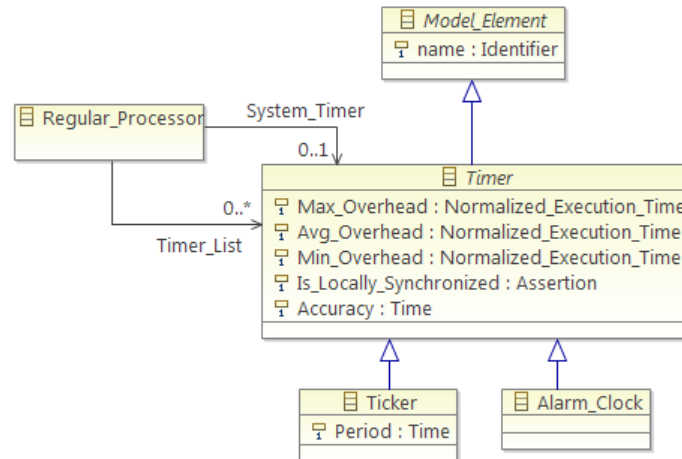 Model_Element
name : Identifier
Regular_Processor
System_Timer
0..1
Timer
0..*
Timer_List
Max_Overhead : Normalized_Execution_Time
Avg_Overhead : Normalized_Execution_Time
Min_Overhead : Normalized_Execution_Time
Is_Locally_Synchronized : Assertion
Accuracy : Time
Ticker
Period : Time
Alarm_Clock